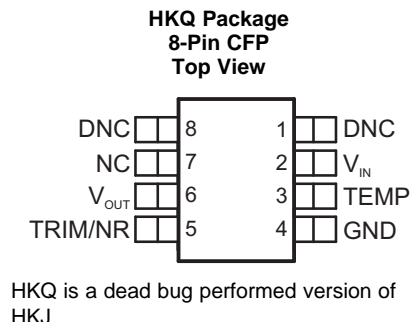 HKQ Package
8-Pin CFP
Top View
DNC 8 1 DNC
NC 7 2 VIN
VOUT 6 3 TEMP
TRIM/NR 5 4 GND
HKQ is a dead bug performed version of
HKJ